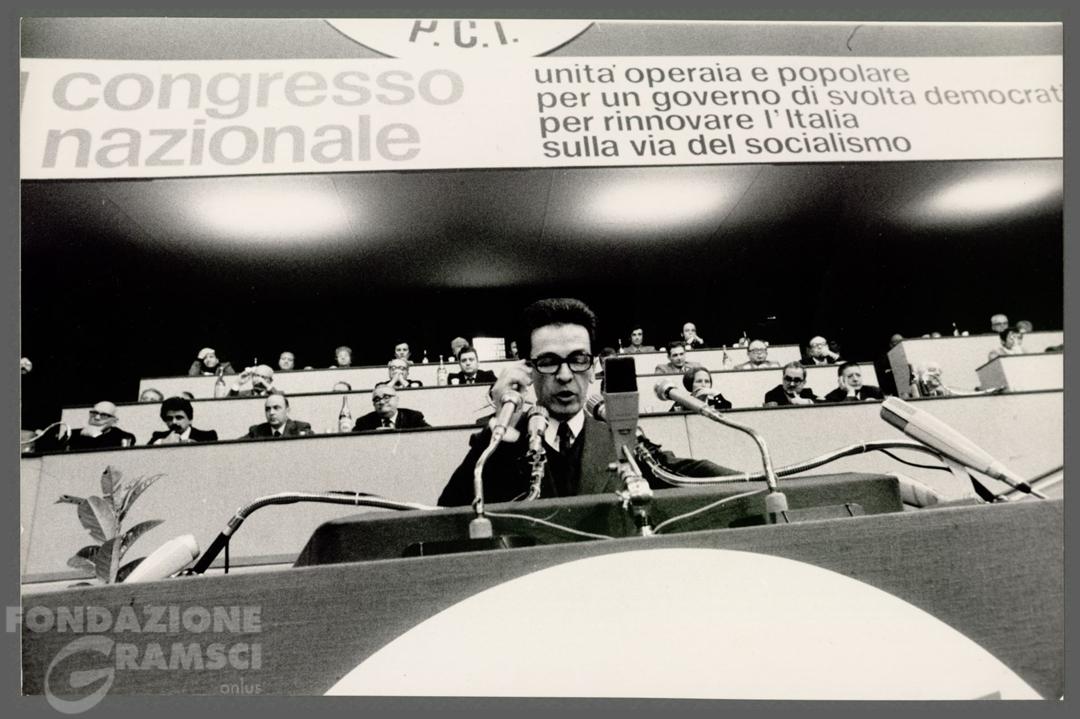 P.C.I.
congresso
nazionale
unita' operaia e popolare
per un governo di svolta democrat
per rinnovare l'Italia
sulla via del socialismo
FONDAZIONE
GRAMSCI
onlus